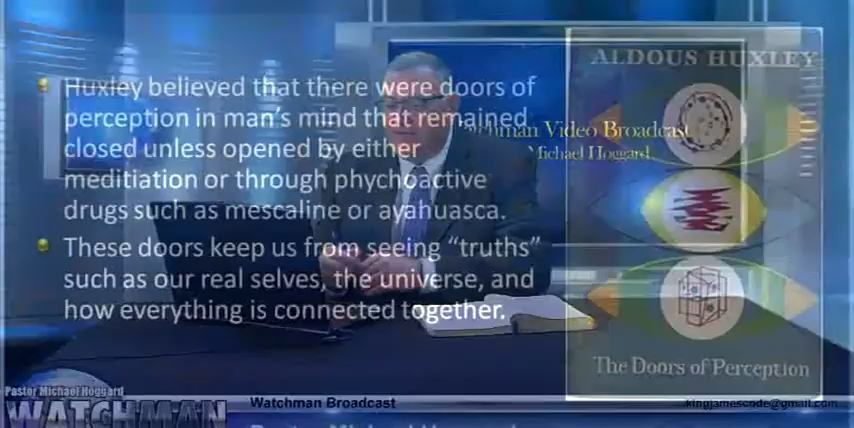 Huxley believed that there were doors of
perception in man's mind that remained
closed unless opened by either
meditiation or through phychoactive
drugs such as mescaline or ayahuasca.
These doors keep us from seeing “truths”
such as our real selves, the universe, and
how everything is connected together.
ALDOUS HUXLEY
Video Broadcast
Michael Hoggard
The Doors of Perception
Pastor Michael Hoggard
WATCHMAN
Watchman Broadcast
kingjamescode@gmail.com